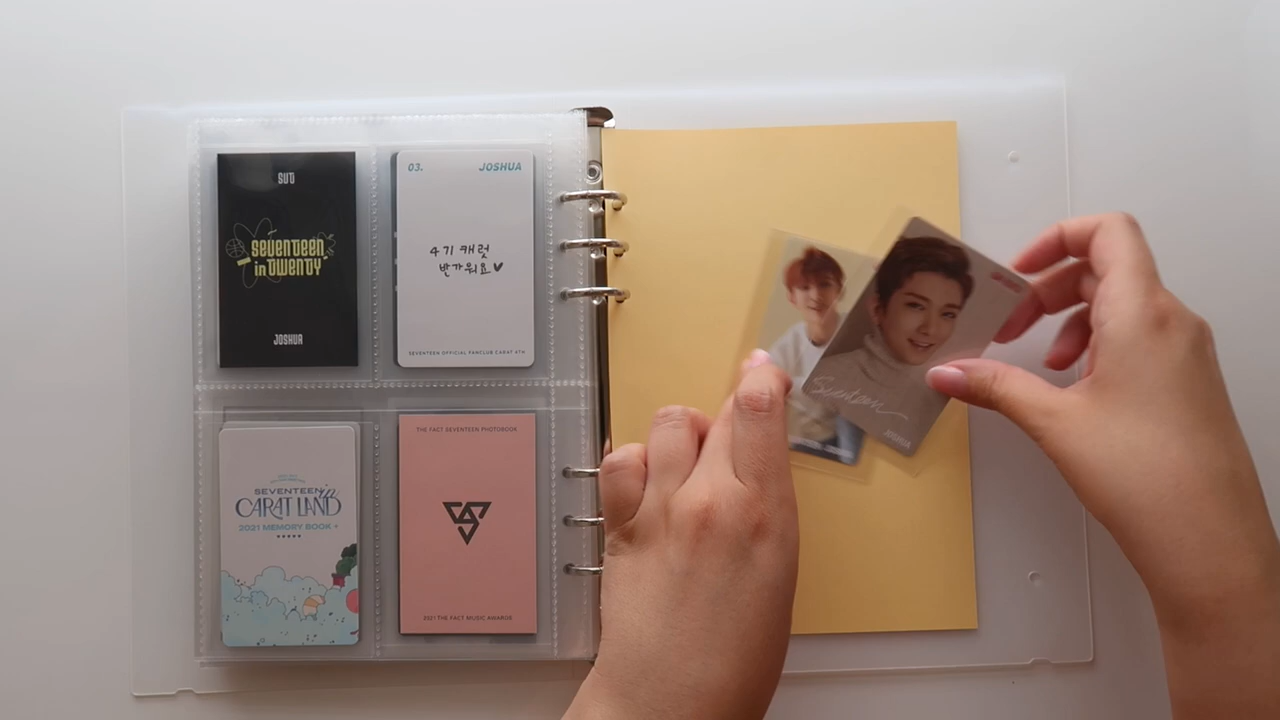 SVT
SEVENTEEN
in TWENTY
JOSHUA
03. JOSHUA
4기 캐럿
반가워요♥
SEVENTEEN OFFICIAL FANCLUB CARAT 4TH
SEVENTEEN in
CARAT LAND
2021 MEMORY BOOK +
THE FACT SEVENTEEN PHOTOBOOK
2021 THE FACT MUSIC AWARDS
Seventeen
JOSHUA